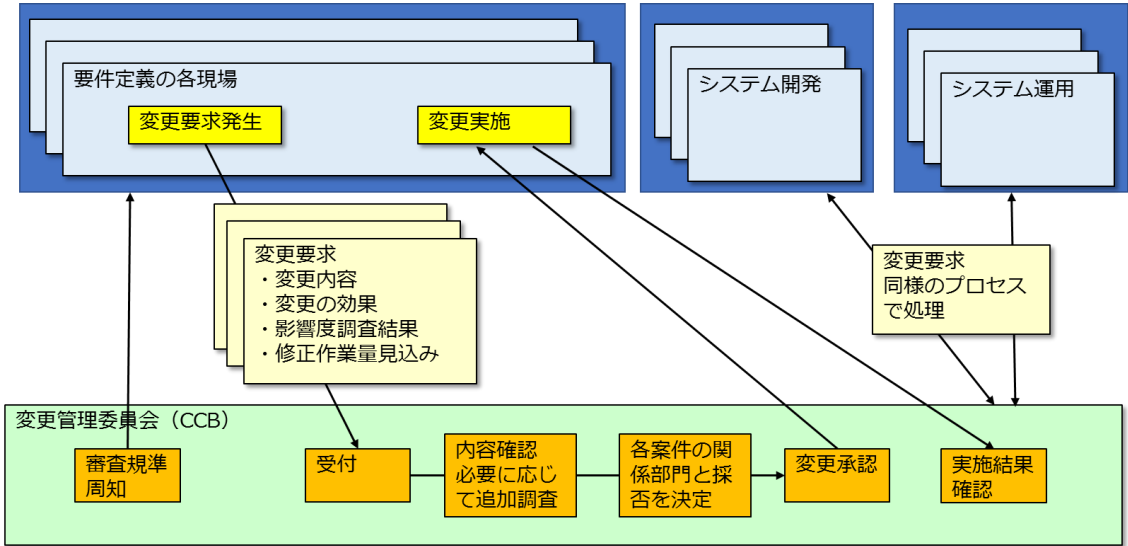 要件定義の各現場
変更要求発生
変更実施
システム開発
システム運用
変更要求
・変更内容
・変更の効果
・影響度調査結果
・修正作業量見込み
変更要求
同様のプロセス
で処理
変更管理委員会（CCB）
審査規準
周知
受付
内容確認
必要に応じ
て追加調査
各案件の関
係部門と採
否を決定
変更承認
実施結果
確認